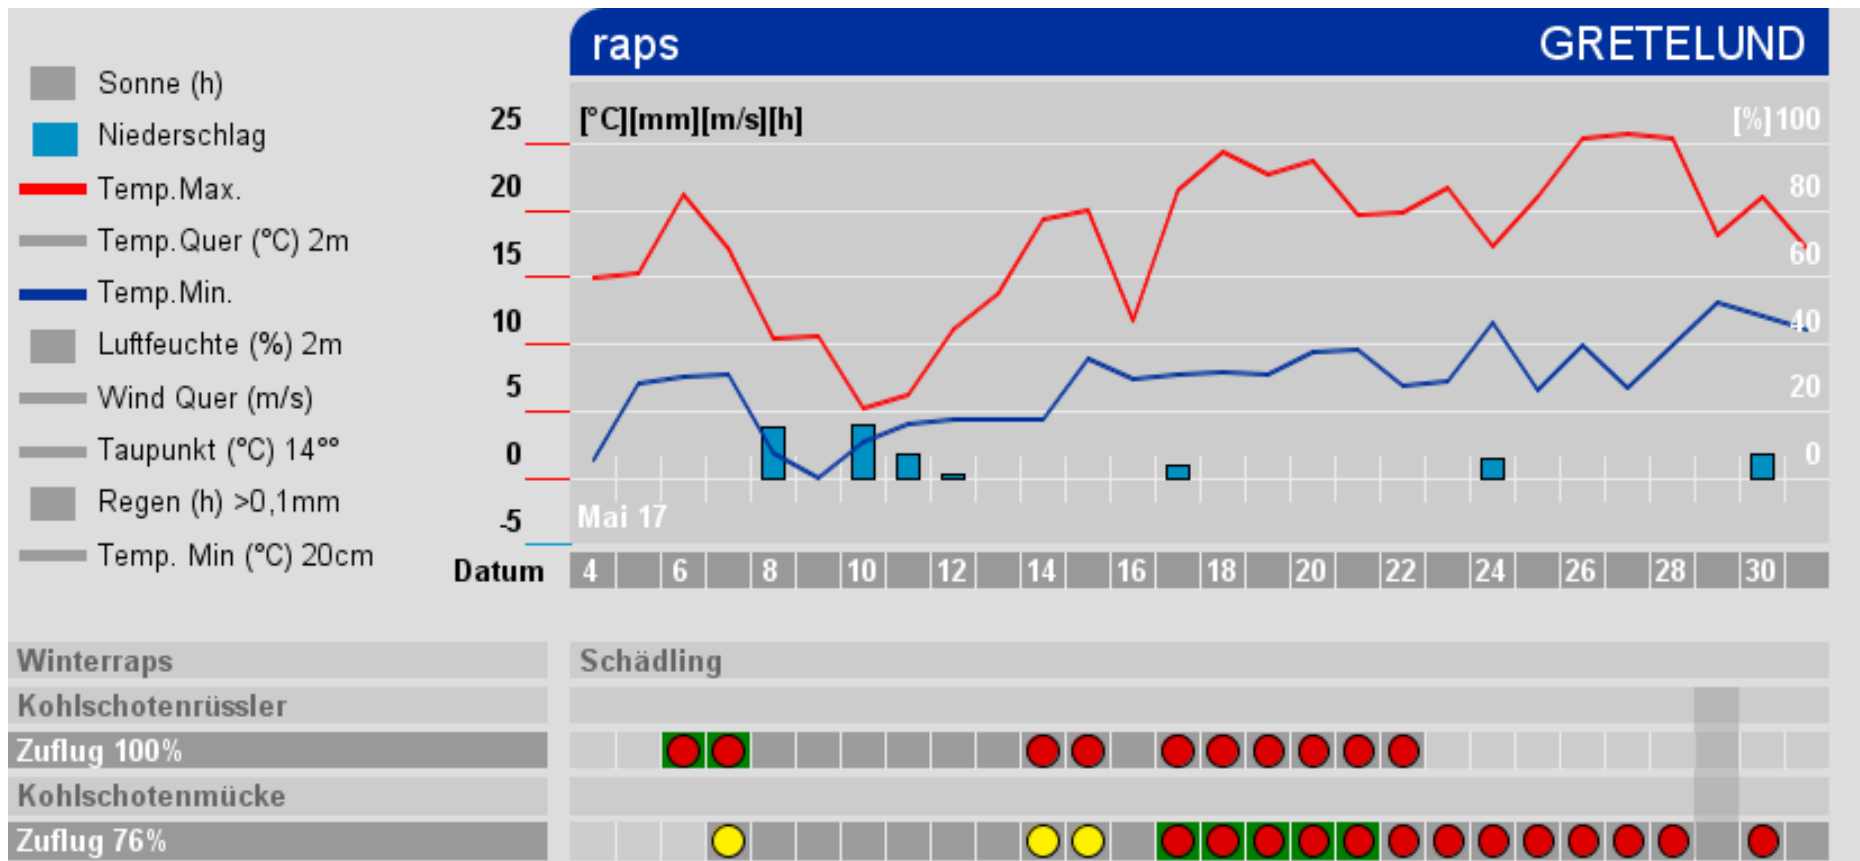 raps GRETELUND
Sonne (h)
Niederschlag
Temp.Max.
Temp.Quer (°C) 2m
Temp.Min.
Luftfeuchte (%) 2m
Wind Quer (m/s)
Taupunkt (°C) 14°°
Regen (h) >0,1mm
Temp. Min (°C) 20cm
25 [°C][mm][m/s][h] [%] 100
20 80
15 60
10 40
5 20
0 0
-5 Mai 17
Datum 4 6 8 10 12 14 16 18 20 22 24 26 28 30
Winterraps Schädling
Kohlschotenrüssler
Zuflug 100%
Kohlschotenmücke
Zuflug 76%